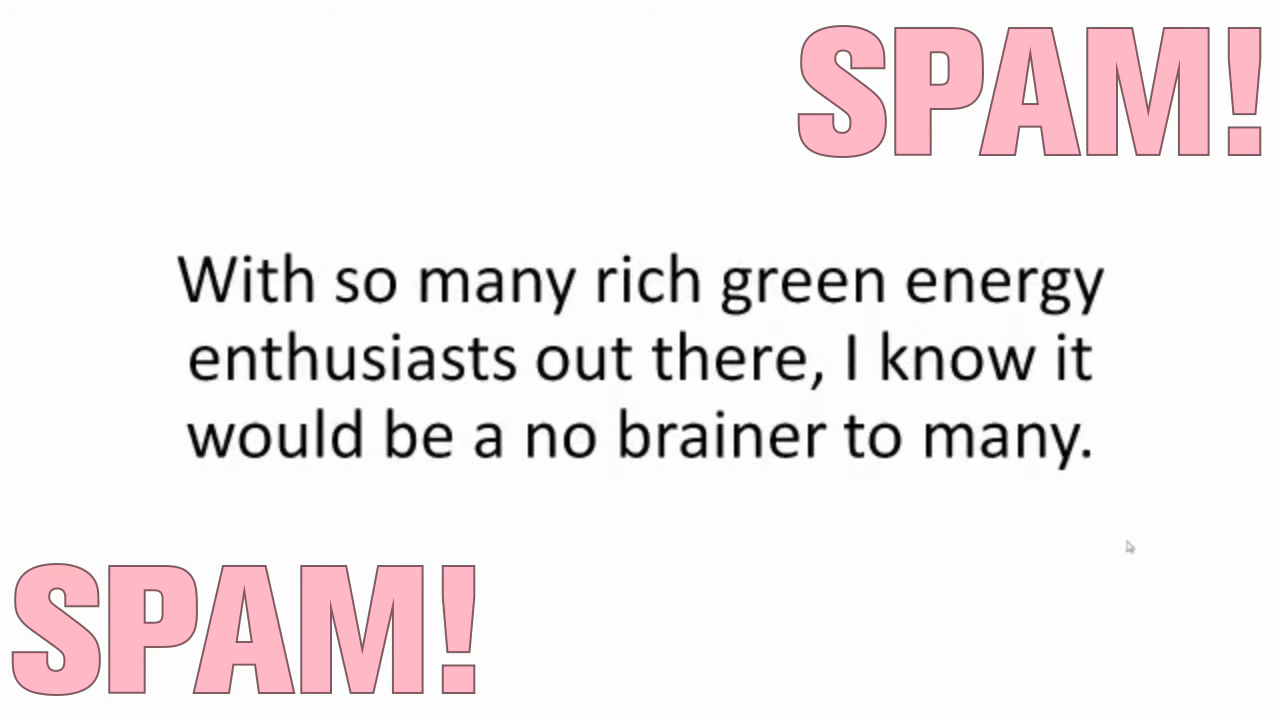 SPAM!
With so many rich green energy
enthusiasts out there, I know it
would be a no brainer to many.
SPAM!